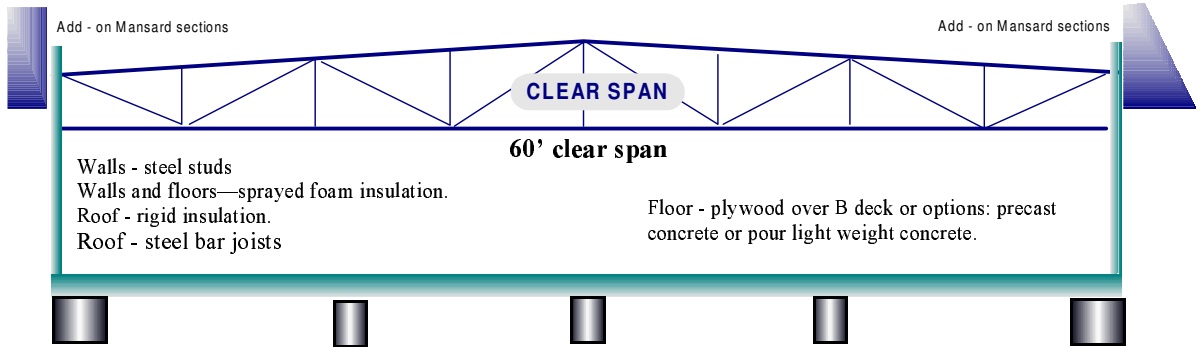 Add - on Mansard sections
Add - on Mansard sections
CLEAR SPAN
60’ clear span
Walls - steel studs
Walls and floors—sprayed foam insulation.
Roof - rigid insulation.
Roof - steel bar joists
Floor - plywood over B deck or options: precast
concrete or pour light weight concrete.